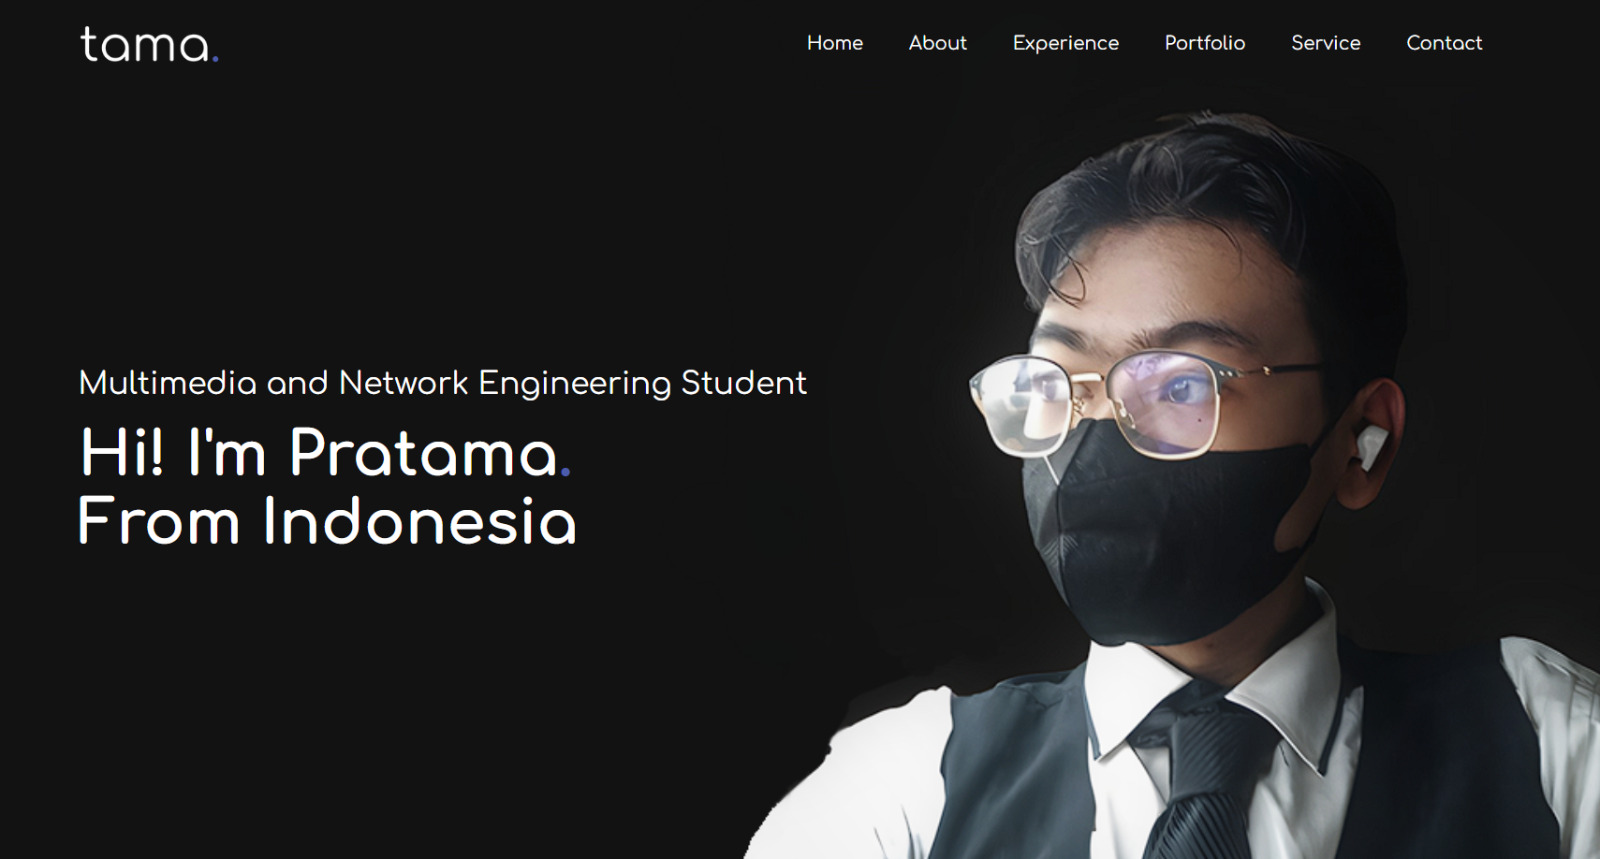 tama.
Home About Experience Portfolio Service Contact
Multimedia and Network Engineering Student
Hi! I'm Pratama.
From Indonesia